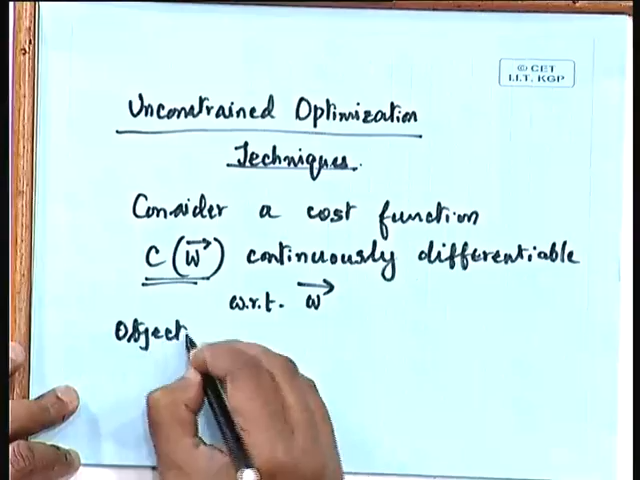 © CET
I.I.T. KGP
Unconstrained Optimization
Techniques.
Consider a cost function
C(w⃗) continuously differentiable
w.r.t. w⃗
Object